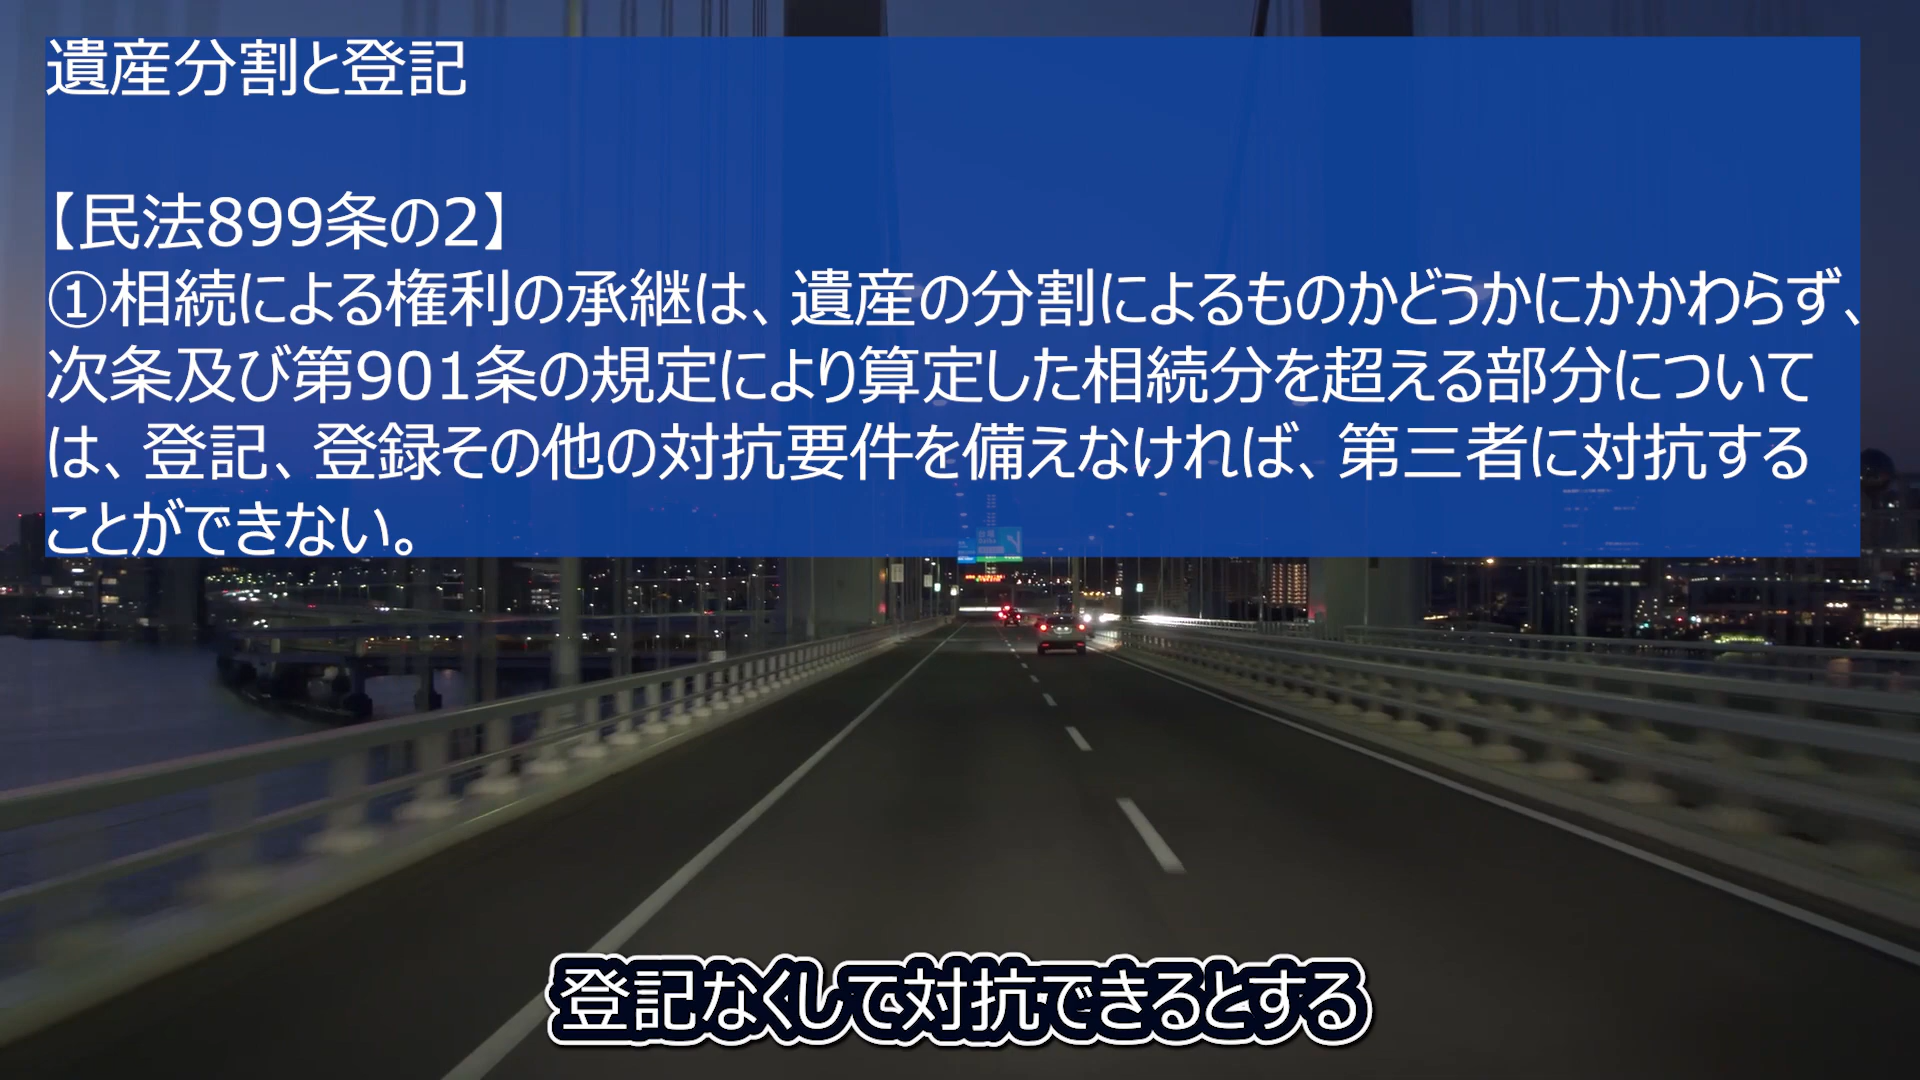 遺産分割と登記
【民法899条の2】
①相続による権利の承継は、遺産の分割によるものかどうかにかかわらず、
次条及び第901条の規定により算定した相続分を超える部分について
は、登記、登録その他の対抗要件を備えなければ、第三者に対抗する
ことができない。
登記なくして対抗できるとする